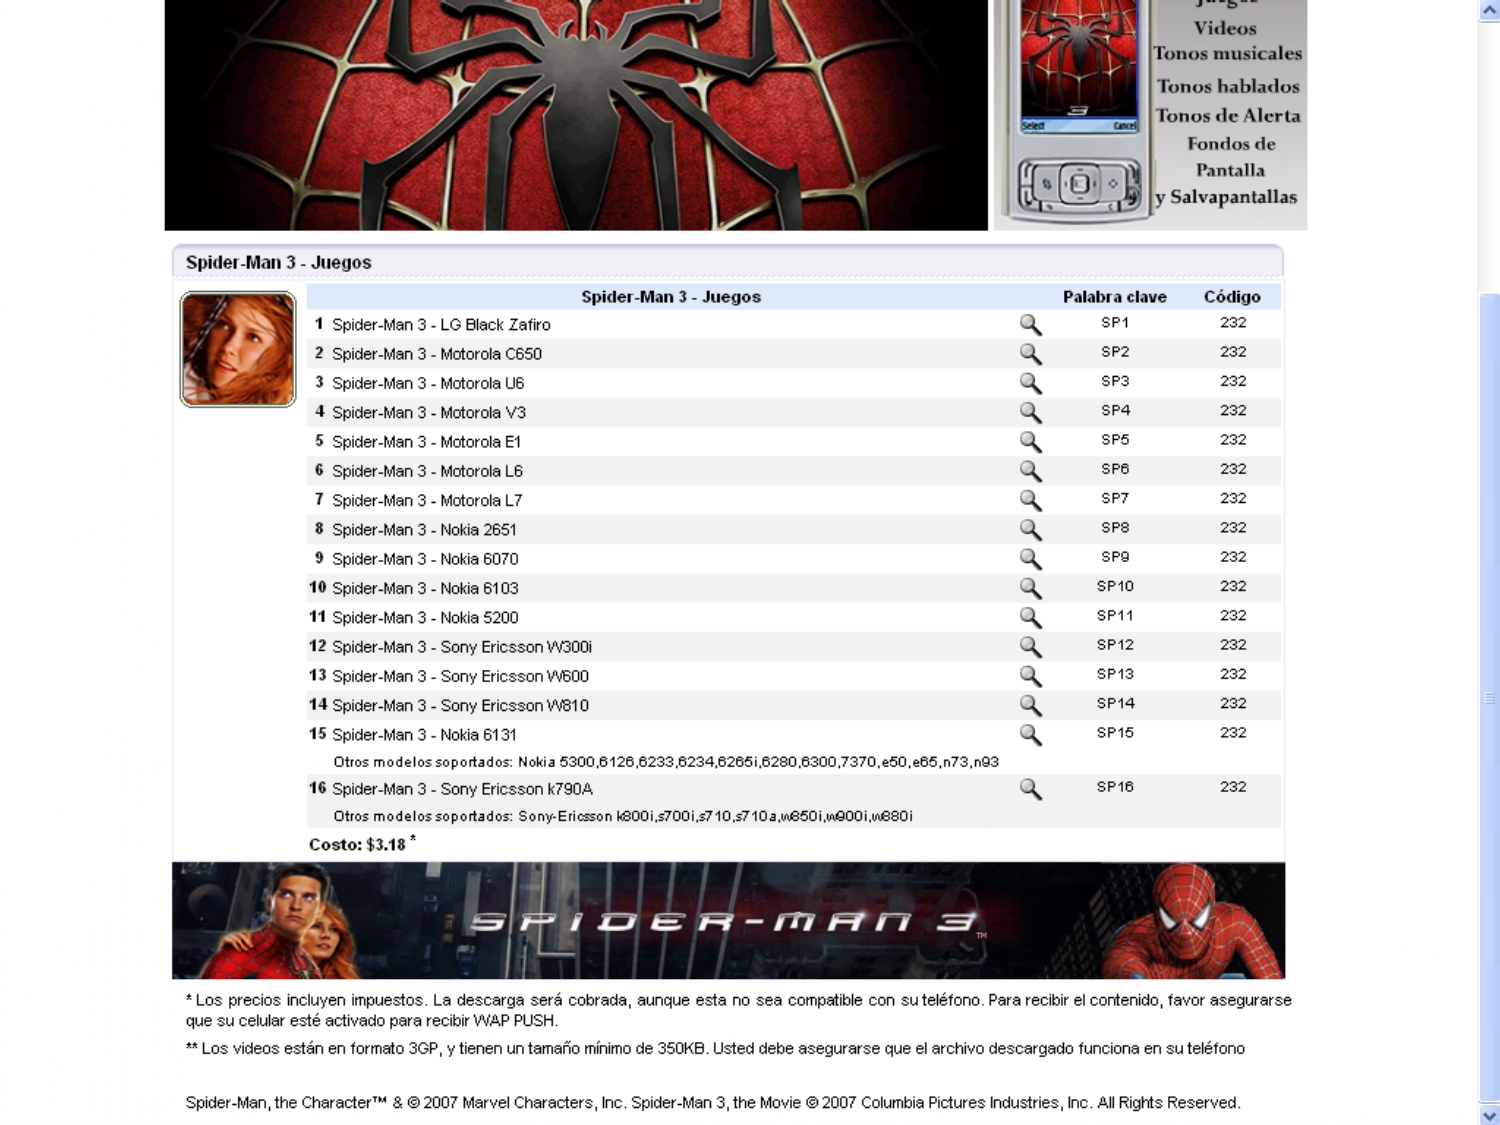 Videos
Tonos musicales
Tonos hablados
Tonos de Alerta
Fondos de
Pantalla
y Salvapantallas
3
Select Cancel
Spider-Man 3 - Juegos
Spider-Man 3 - Juegos Palabra clave Código
1 Spider-Man 3 - LG Black Zafiro SP1 232
2 Spider-Man 3 - Motorola C650 SP2 232
3 Spider-Man 3 - Motorola U6 SP3 232
4 Spider-Man 3 - Motorola V3 SP4 232
5 Spider-Man 3 - Motorola E1 SP5 232
6 Spider-Man 3 - Motorola L6 SP6 232
7 Spider-Man 3 - Motorola L7 SP7 232
8 Spider-Man 3 - Nokia 2651 SP8 232
9 Spider-Man 3 - Nokia 6070 SP9 232
10 Spider-Man 3 - Nokia 6103 SP10 232
11 Spider-Man 3 - Nokia 5200 SP11 232
12 Spider-Man 3 - Sony Ericsson W300i SP12 232
13 Spider-Man 3 - Sony Ericsson W600 SP13 232
14 Spider-Man 3 - Sony Ericsson W810 SP14 232
15 Spider-Man 3 - Nokia 6131 SP15 232
Otros modelos soportados: Nokia 5300,6126,6233,6234,6265i,6280,6300,7370,e50,e65,n73,n93
16 Spider-Man 3 - Sony Ericsson k790A SP16 232
Otros modelos soportados: Sony-Ericsson k800i,s700i,s710,s710a,w850i,w900i,w880i
Costo: $3.18 *
SPIDER-MAN 3 TM
* Los precios incluyen impuestos. La descarga será cobrada, aunque esta no sea compatible con su teléfono. Para recibir el contenido, favor asegurarse
que su celular esté activado para recibir WAP PUSH.
** Los videos están en formato 3GP, y tienen un tamaño mínimo de 350KB. Usted debe asegurarse que el archivo descargado funciona en su teléfono
Spider-Man, the Character™ & © 2007 Marvel Characters, Inc. Spider-Man 3, the Movie © 2007 Columbia Pictures Industries, Inc. All Rights Reserved.